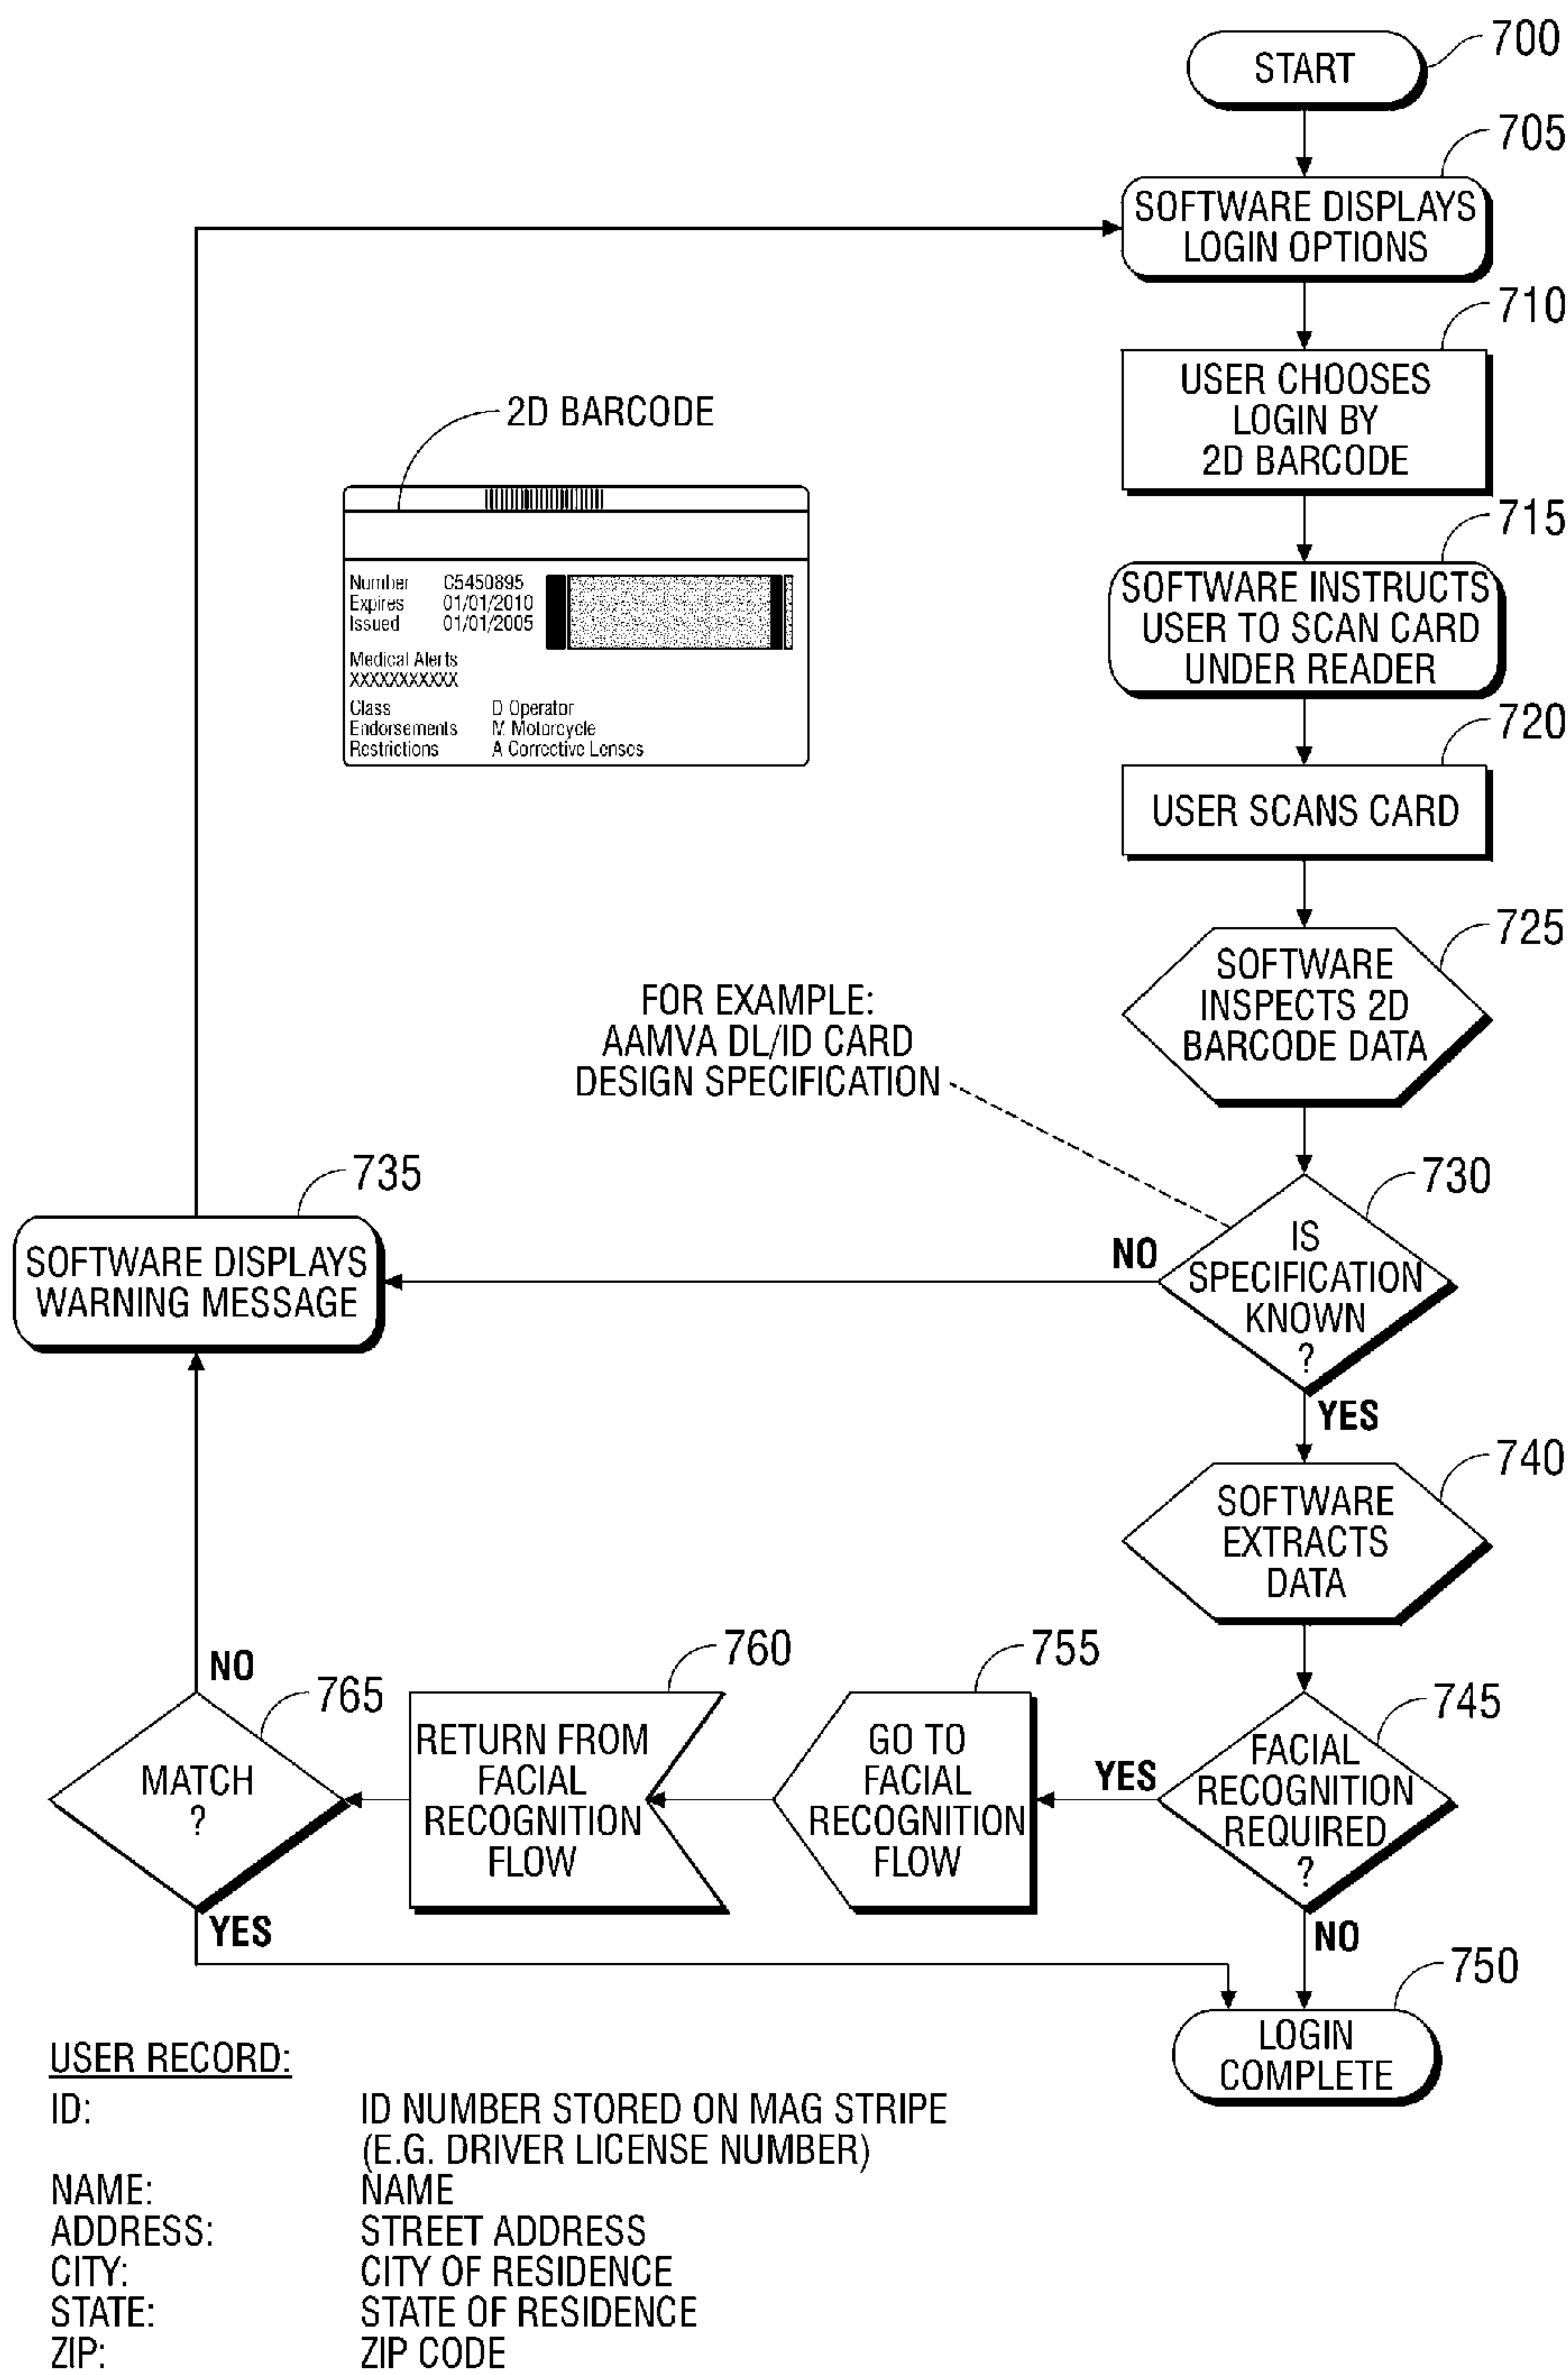 700
START
705
SOFTWARE DISPLAYS
LOGIN OPTIONS
710
USER CHOOSES
LOGIN BY
2D BARCODE
2D BARCODE
Number C5450895
Expires 01/01/2010
Issued 01/01/2005
Medical Alerts
XXXXXXXXXXX
Class D Operator
Endorsements M Motorcycle
Restrictions A Corrective Lenses
715
SOFTWARE INSTRUCTS
USER TO SCAN CARD
UNDER READER
720
USER SCANS CARD
725
SOFTWARE
INSPECTS 2D
BARCODE DATA
FOR EXAMPLE:
AAMVA DL/ID CARD
DESIGN SPECIFICATION
730
IS
SPECIFICATION
KNOWN
?
NO
YES
735
SOFTWARE DISPLAYS
WARNING MESSAGE
740
SOFTWARE
EXTRACTS
DATA
745
FACIAL
RECOGNITION
REQUIRED
?
YES
NO
755
GO TO
FACIAL
RECOGNITION
FLOW
760
RETURN FROM
FACIAL
RECOGNITION
FLOW
765
MATCH
?
NO
YES
750
LOGIN
COMPLETE
USER RECORD:
ID: ID NUMBER STORED ON MAG STRIPE
(E.G. DRIVER LICENSE NUMBER)
NAME: NAME
ADDRESS: STREET ADDRESS
CITY: CITY OF RESIDENCE
STATE: STATE OF RESIDENCE
ZIP: ZIP CODE